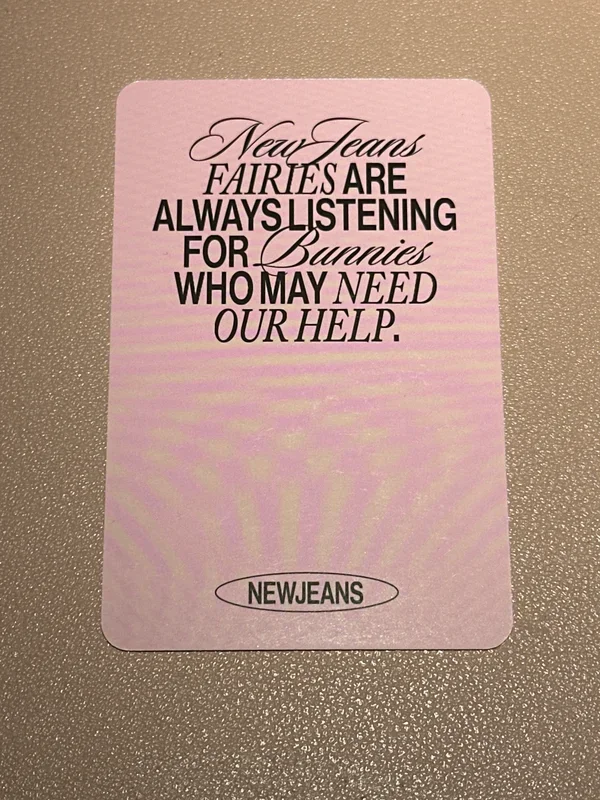 NewJeans
FAIRIES ARE
ALWAYS LISTENING
FOR Bunnies
WHO MAY NEED
OUR HELP.
NEWJEANS